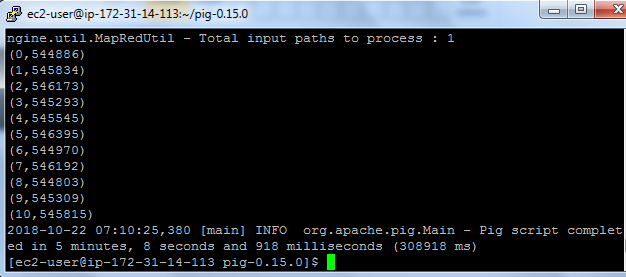 ec2-user@ip-172-31-14-113:~/pig-0.15.0
ngine.util.MapRedUtil - Total input paths to process : 1
(0,544886)
(1,545834)
(2,546173)
(3,545293)
(4,545545)
(5,546395)
(6,544970)
(7,546192)
(8,544803)
(9,545309)
(10,545815)
2018-10-22 07:10:25,380 [main] INFO  org.apache.pig.Main - Pig script complet
ed in 5 minutes, 8 seconds and 918 milliseconds (308918 ms)
[ec2-user@ip-172-31-14-113 pig-0.15.0]$